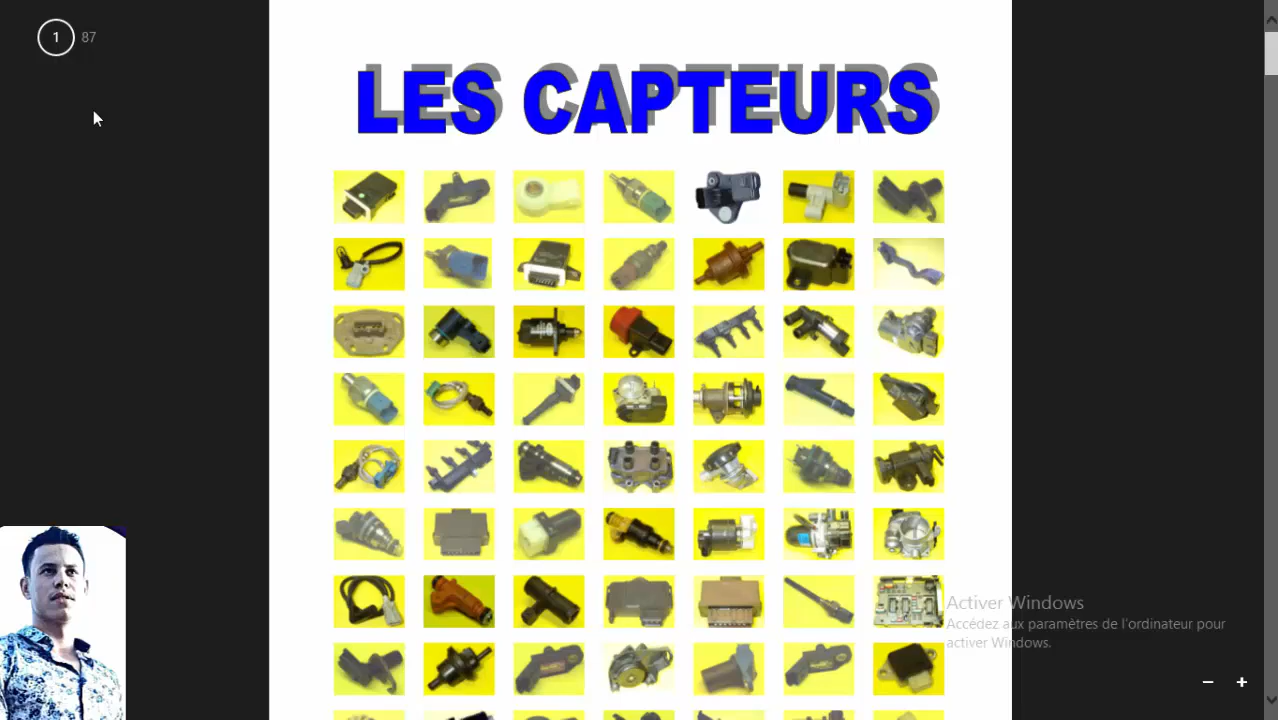 1 87
LES CAPTEURS
Activer Windows
Accédez aux paramètres de l'ordinateur pour
activer Windows.